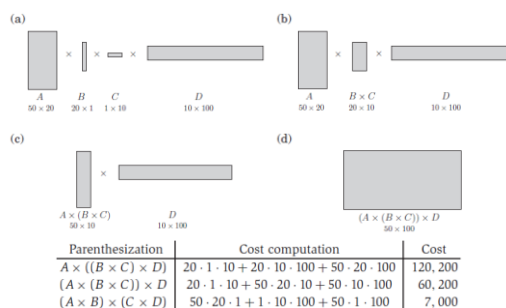 (a)
× × ×
A B C D
50 × 20 20 × 1 1 × 10 10 × 100
(b)
× ×
A B × C D
50 × 20 20 × 10 10 × 100
(c)
×
A × (B × C) D
50 × 10 10 × 100
(d)
(A × (B × C)) × D
50 × 100
Parenthesization Cost computation Cost
A × ((B × C) × D) 20 · 1 · 10 + 20 · 10 · 100 + 50 · 20 · 100 120, 200
(A × (B × C)) × D 20 · 1 · 10 + 50 · 20 · 10 + 50 · 10 · 100 60, 200
(A × B) × (C × D) 50 · 20 · 1 + 1 · 10 · 100 + 50 · 1 · 100 7, 000